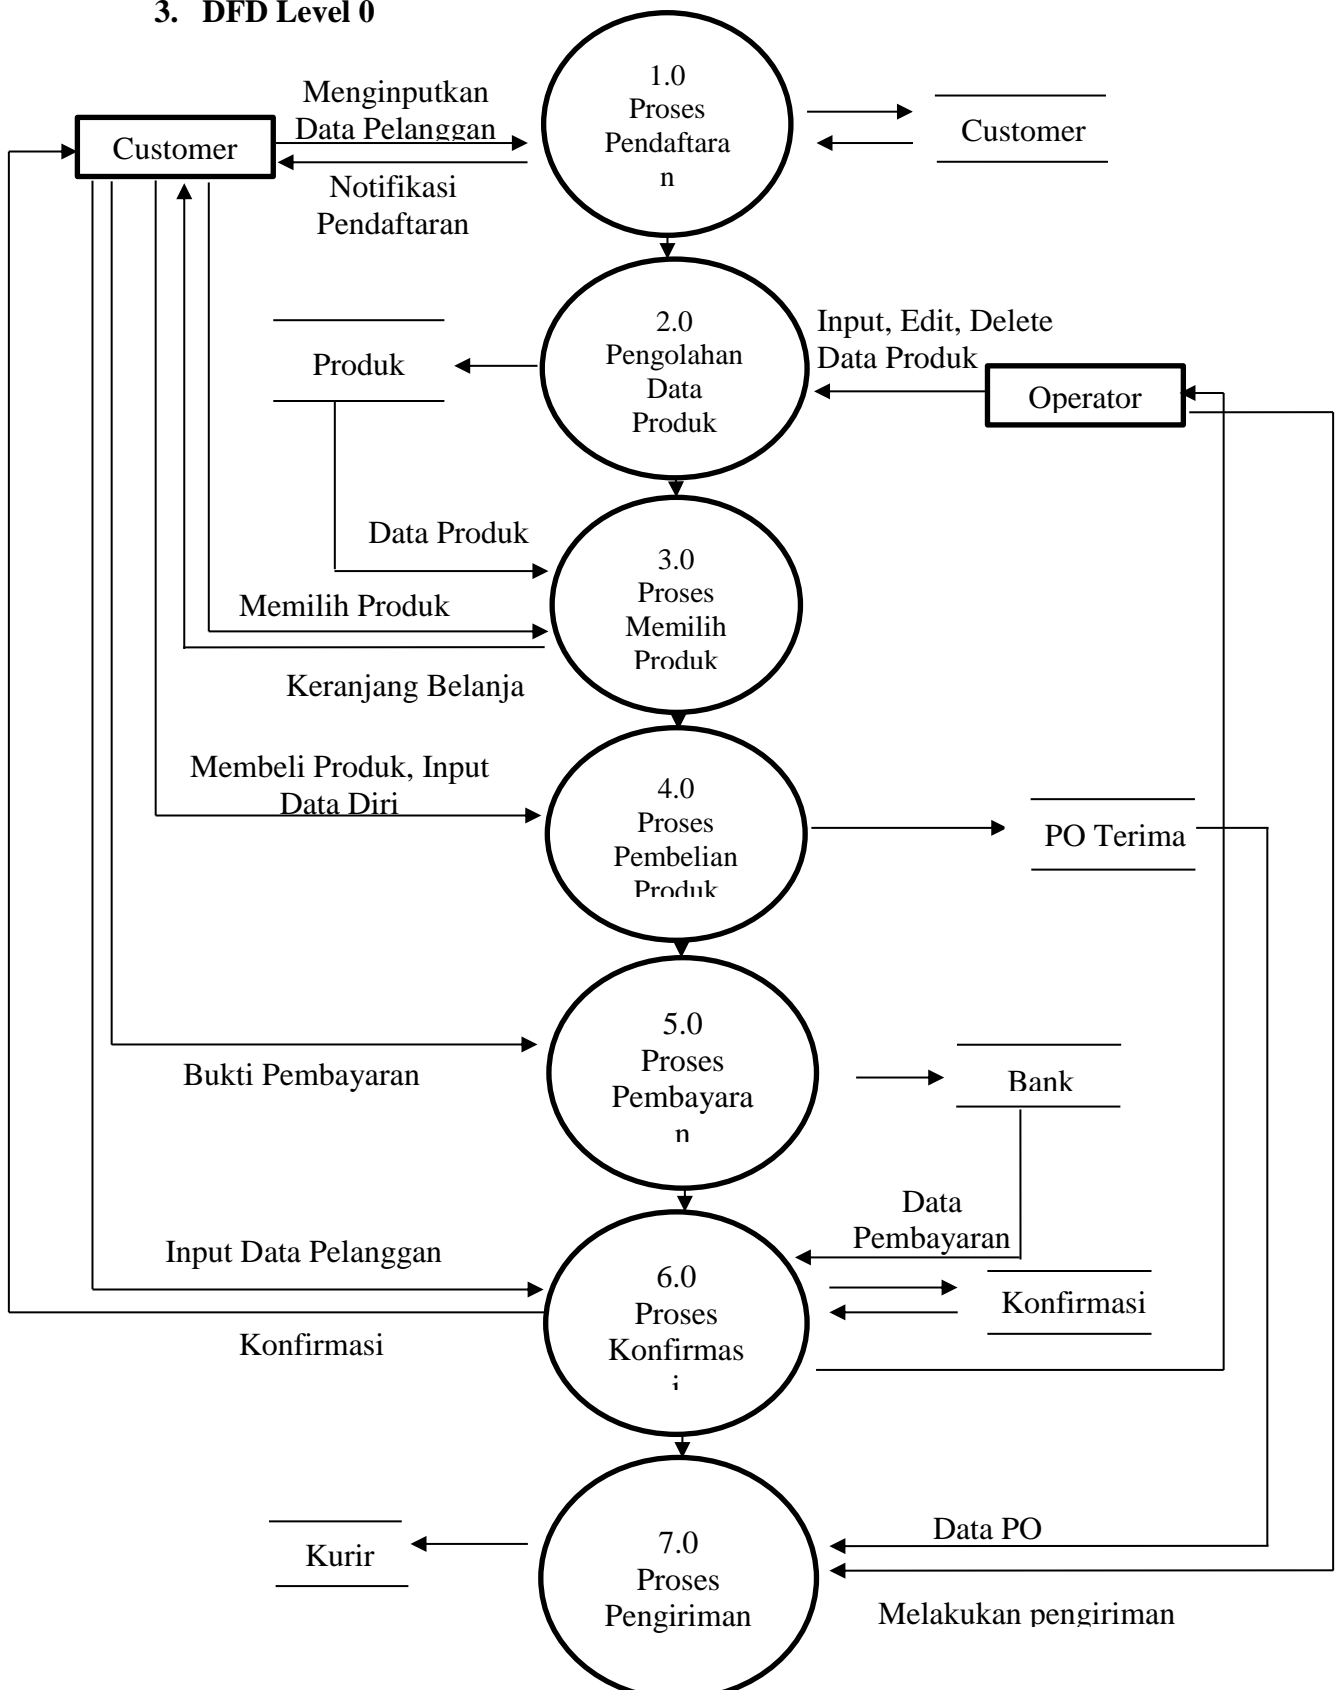 3. DFD Level 0
1.0
Proses
Pendaftara
n
Menginputkan
Data Pelanggan
Customer
Customer
Notifikasi
Pendaftaran
2.0
Pengolahan
Data
Produk
Input, Edit, Delete
Data Produk
Produk
Operator
Data Produk
3.0
Proses
Memilih
Produk
Memilih Produk
Keranjang Belanja
Membeli Produk, Input
Data Diri
4.0
Proses
Pembelian
Produk
PO Terima
5.0
Proses
Pembayara
n
Bukti Pembayaran
Bank
Data
Pembayaran
Input Data Pelanggan
6.0
Proses
Konfirmas
i
Konfirmasi
Konfirmasi
7.0
Proses
Pengiriman
Data PO
Kurir
Melakukan pengiriman